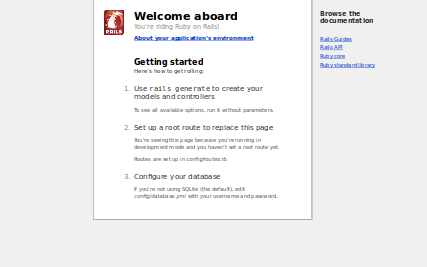 RAILS
Welcome aboard
You're riding Ruby on Rails!
About your application's environment
Getting started
Here's how to get rolling:
1. Use rails generate to create your
models and controllers
To see all available options, run it without parameters.
2. Set up a root route to replace this page
You're seeing this page because you're running in
development mode and you haven't set a root route yet.
Routes are set up in config/routes.rb.
3. Configure your database
If you're not using SQLite (the default), edit
config/database.yml with your username and password.
Browse the
documentation
Rails Guides
Rails API
Ruby core
Ruby standard library